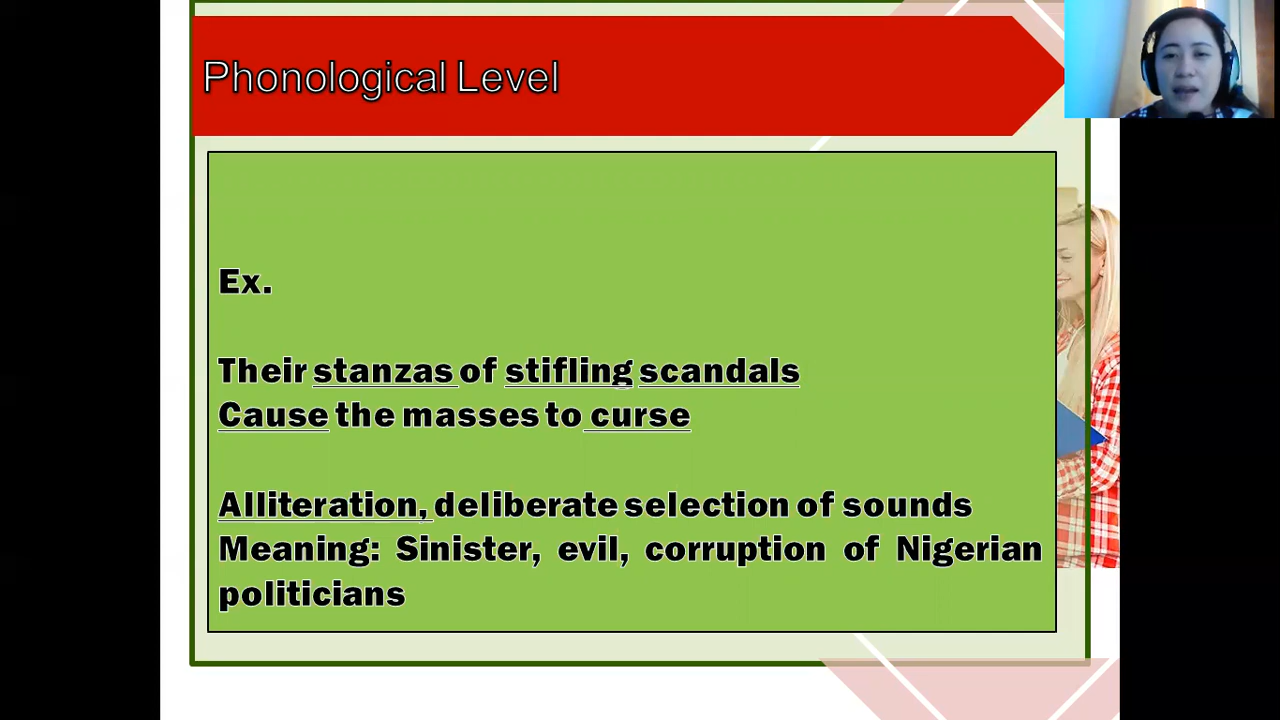 Phonological Level
Ex.
Their stanzas of stifling scandals
Cause the masses to curse
Alliteration, deliberate selection of sounds
Meaning: Sinister, evil, corruption of Nigerian
politicians